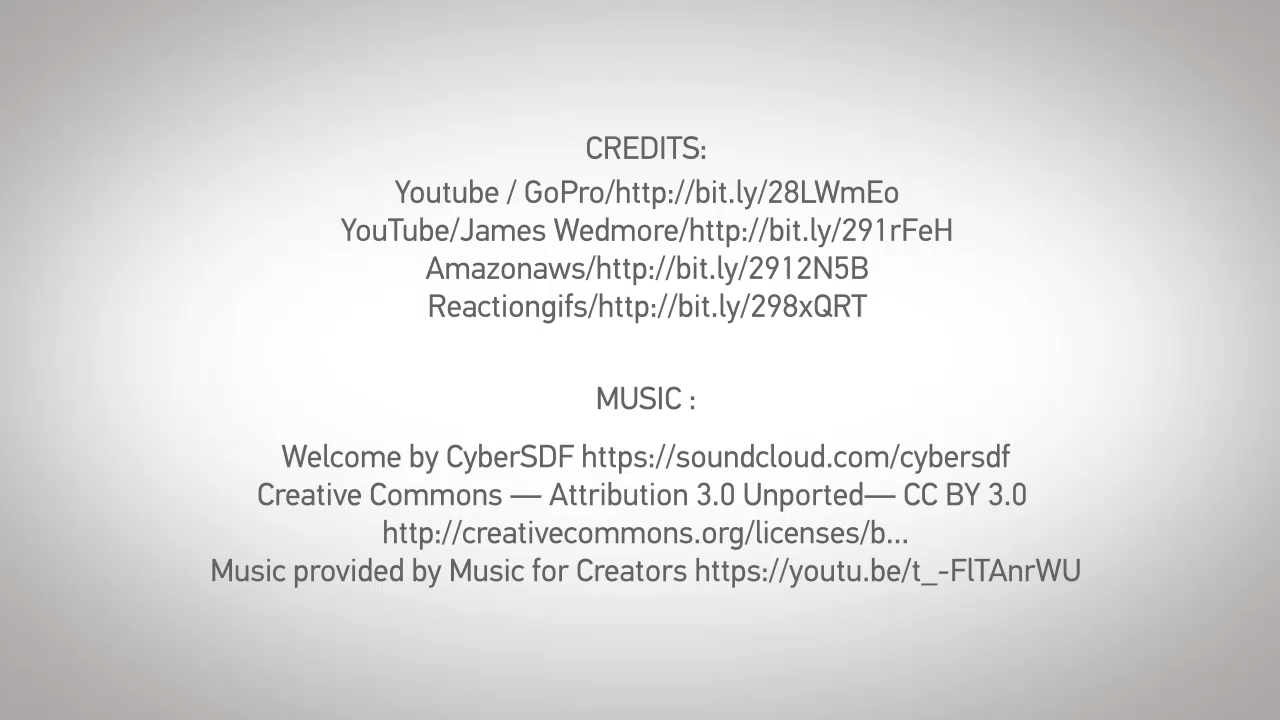 CREDITS:
Youtube / GoPro/http://bit.ly/28LWmEo
YouTube/James Wedmore/http://bit.ly/291rFeH
Amazonaws/http://bit.ly/2912N5B
Reactiongifs/http://bit.ly/298xQRT
MUSIC :
Welcome by CyberSDF https://soundcloud.com/cybersdf
Creative Commons — Attribution 3.0 Unported— CC BY 3.0
http://creativecommons.org/licenses/b...
Music provided by Music for Creators https://youtu.be/t_-FlTAnrWU